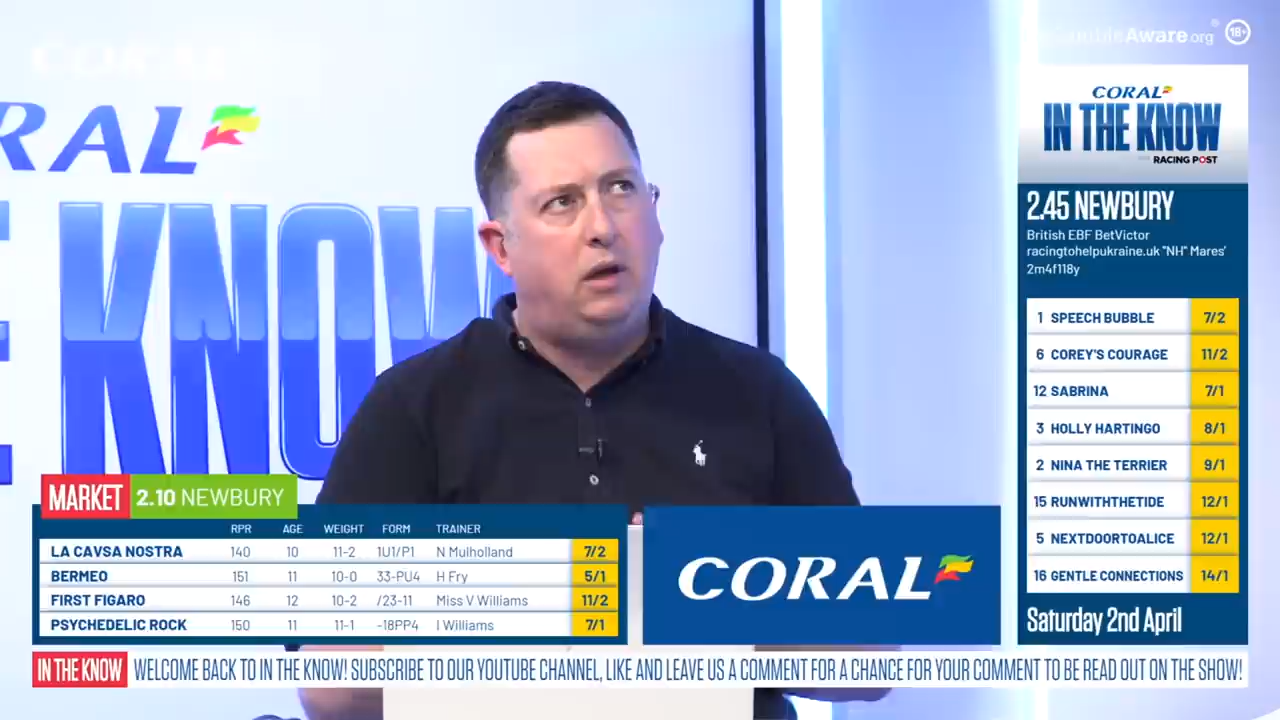 CORAL
GambleAware.org® 18+
RAL
KNOW
CORAL
IN THE KNOW
RACING POST
2.45 NEWBURY
British EBF BetVictor
racingtohelpukraine.uk "NH" Mares'
2m4f118y
1 SPEECH BUBBLE 7/2
6 COREY'S COURAGE 11/2
12 SABRINA 7/1
3 HOLLY HARTINGO 8/1
2 NINA THE TERRIER 9/1
15 RUNWITHTHETIDE 12/1
5 NEXTDOORTOALICE 12/1
16 GENTLE CONNECTIONS 14/1
Saturday 2nd April
MARKET 2.10 NEWBURY
RPR AGE WEIGHT FORM TRAINER
LA CAVSA NOSTRA 140 10 11-2 1U1/P1 N Mulholland 7/2
BERMEO 151 11 10-0 33-PU4 H Fry 5/1
FIRST FIGARO 146 12 10-2 /23-11 Miss V Williams 11/2
PSYCHEDELIC ROCK 150 11 11-1 -18PP4 I Williams 7/1
CORAL
IN THE KNOW WELCOME BACK TO IN THE KNOW! SUBSCRIBE TO OUR YOUTUBE CHANNEL, LIKE AND LEAVE US A COMMENT FOR A CHANCE FOR YOUR COMMENT TO BE READ OUT ON THE SHOW!